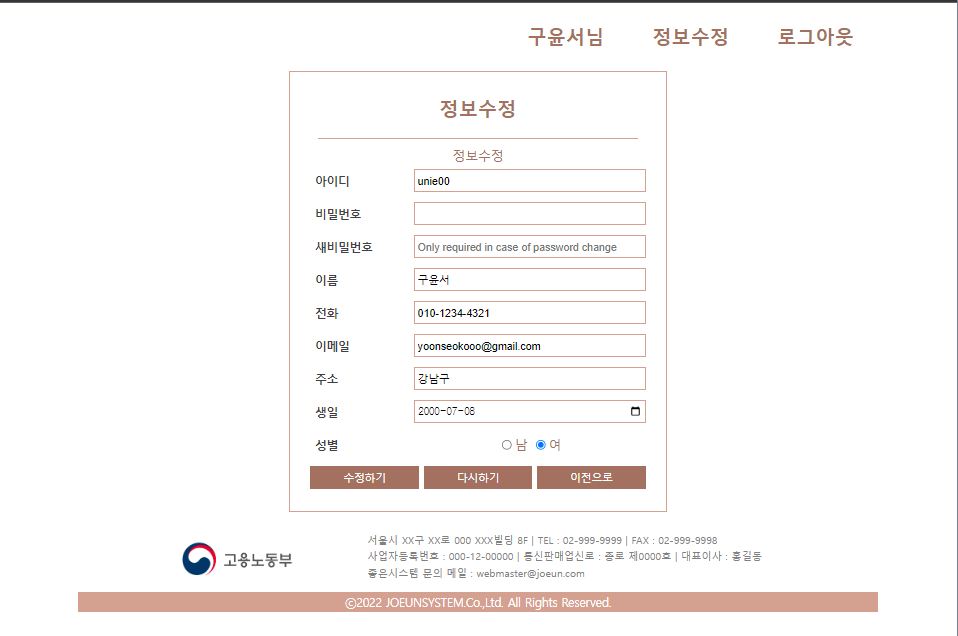 구윤서님 정보수정 로그아웃
정보수정
정보수정
아이디 unie00
비밀번호
새비밀번호 Only required in case of password change
이름 구윤서
전화 010-1234-4321
이메일 yoonseokooo@gmail.com
주소 강남구
생일 2000-07-08
성별 남 여
수정하기 다시하기 이전으로
고용노동부
서울시 XX구 XX로 000 XXX빌딩 8F | TEL : 02-999-9999 | FAX : 02-999-9998
사업자등록번호 : 000-12-00000 | 통신판매업신로 : 종로 제0000호 | 대표이사 : 홍길동
좋은시스템 문의 메일 : webmaster@joeun.com
©2022 JOEUNSYSTEM.Co.,Ltd. All Rights Reserved.